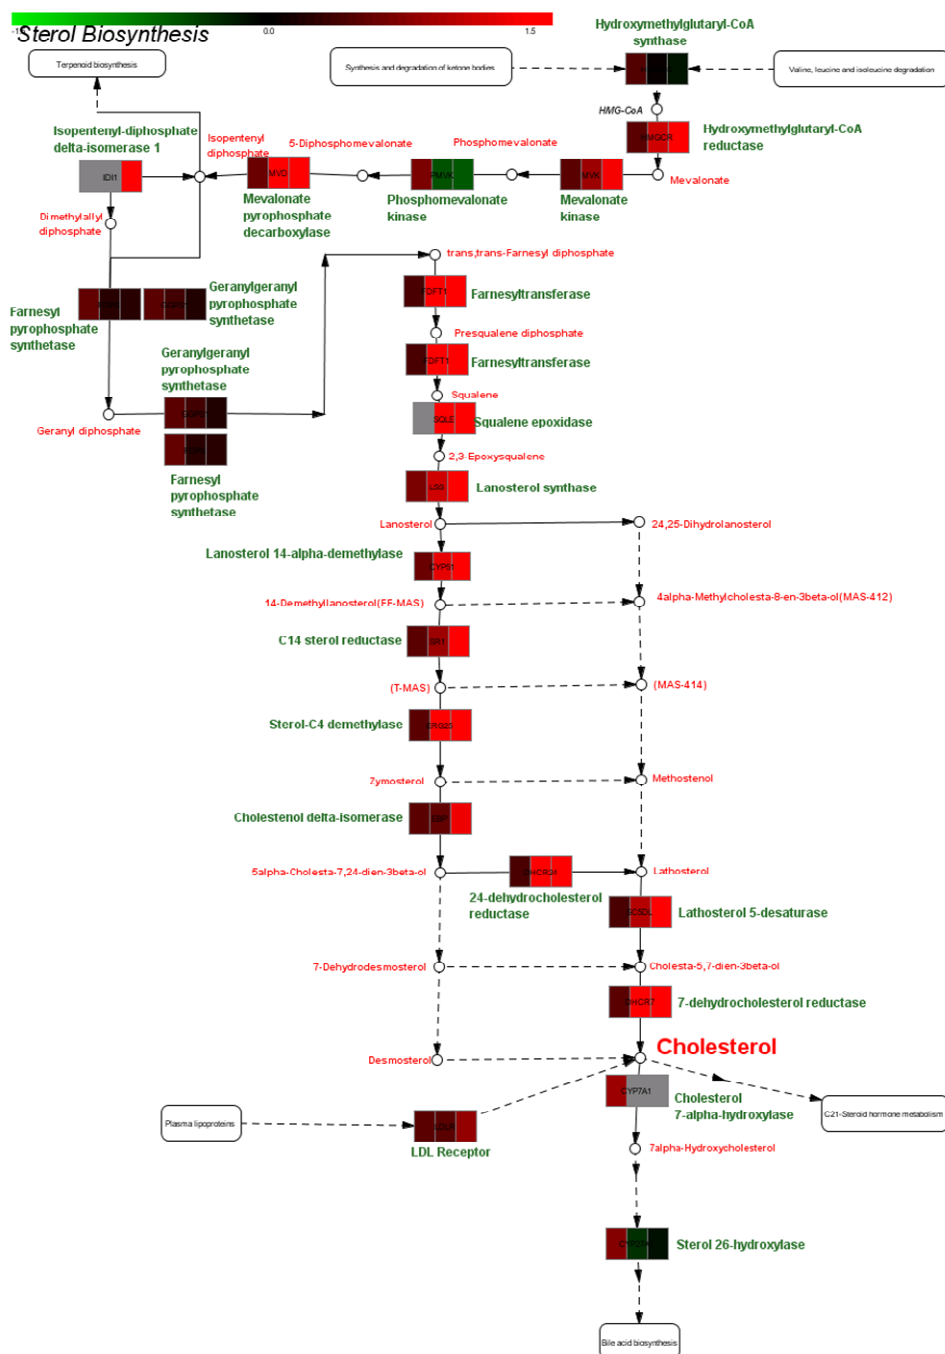 Sterol Biosynthesis
0.0
1.5
Hydroxymethylglutaryl-CoA
synthase
Terpenoid biosynthesis
Synthesis and degradation of ketone bodies
Valine, leucine and isoleucine degradation
HMG-CoA
HMGCR
Hydroxymethylglutaryl-CoA
reductase
Isopentenyl-diphosphate
delta-isomerase 1
IDI1
Isopentenyl
diphosphate
5-Diphosphomevalonate
Phosphomevalonate
Mevalonate
MVD
PMVK
MVK
Mevalonate
pyrophosphate
decarboxylase
Phosphomevalonate
kinase
Mevalonate
kinase
Dimethylallyl
diphosphate
trans,trans-Farnesyl diphosphate
Farnesyl
pyrophosphate
synthetase
Geranylgeranyl
pyrophosphate
synthetase
FDFT1
Farnesyltransferase
Presqualene diphosphate
Geranylgeranyl
pyrophosphate
synthetase
FDFT1
Farnesyltransferase
Squalene
Geranyl diphosphate
SQLE
Squalene epoxidase
2,3-Epoxysqualene
Farnesyl
pyrophosphate
synthetase
LSS
Lanosterol synthase
Lanosterol
24,25-Dihydrolanosterol
Lanosterol 14-alpha-demethylase
CYP51
14-Demethyllanosterol(FF-MAS)
4alpha-Methylcholesta-8-en-3beta-ol(MAS-412)
C14 sterol reductase
SR1
(T-MAS)
(MAS-414)
Sterol-C4 demethylase
ERG25
Zymosterol
Methostenol
Cholestenol delta-isomerase
EBP
5alpha-Cholesta-7,24-dien-3beta-ol
DHCR24
Lathosterol
24-dehydrocholesterol
reductase
SC5DL
Lathosterol 5-desaturase
7-Dehydrodesmosterol
Cholesta-5,7-dien-3beta-ol
DHCR7
7-dehydrocholesterol reductase
Cholesterol
Desmosterol
CYP7A1
Cholesterol
7-alpha-hydroxylase
C21-Steroid hormone metabolism
Plasma lipoproteins
LDLR
LDL Receptor
7alpha-Hydroxycholesterol
Sterol 26-hydroxylase
Bile acid biosynthesis